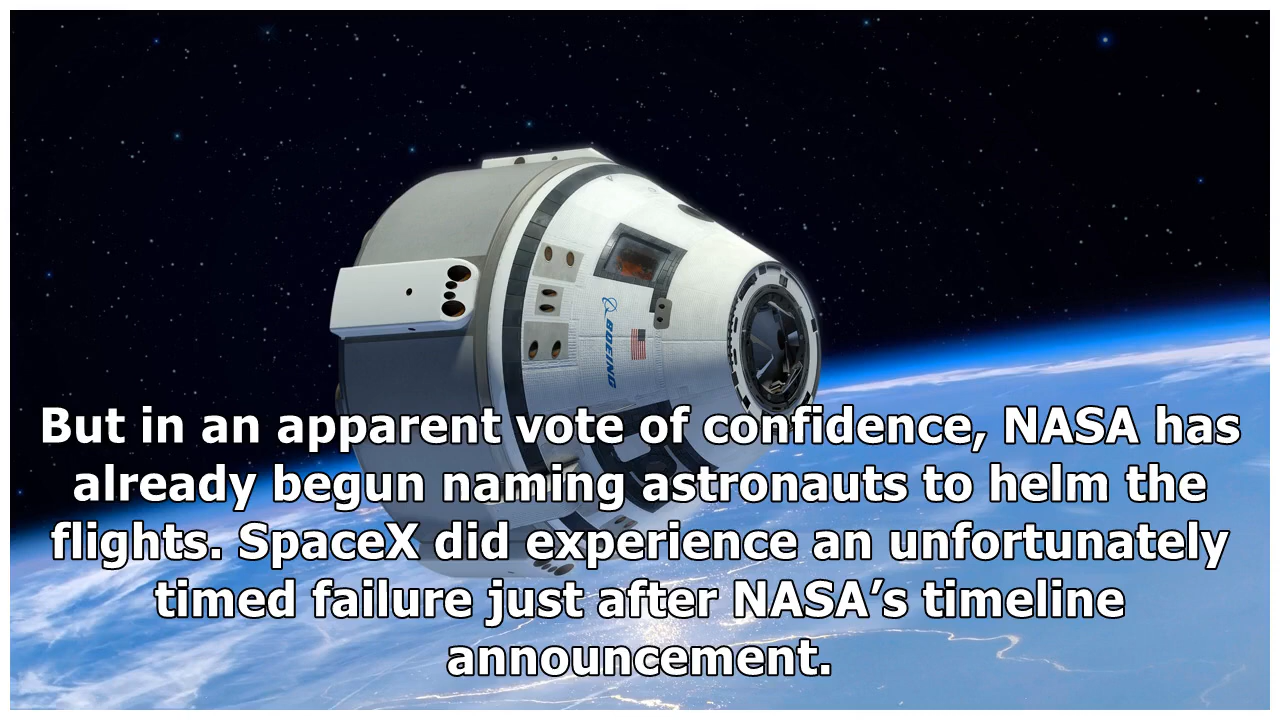 BOEING
But in an apparent vote of confidence, NASA has
already begun naming astronauts to helm the
flights. SpaceX did experience an unfortunately
timed failure just after NASA’s timeline
announcement.